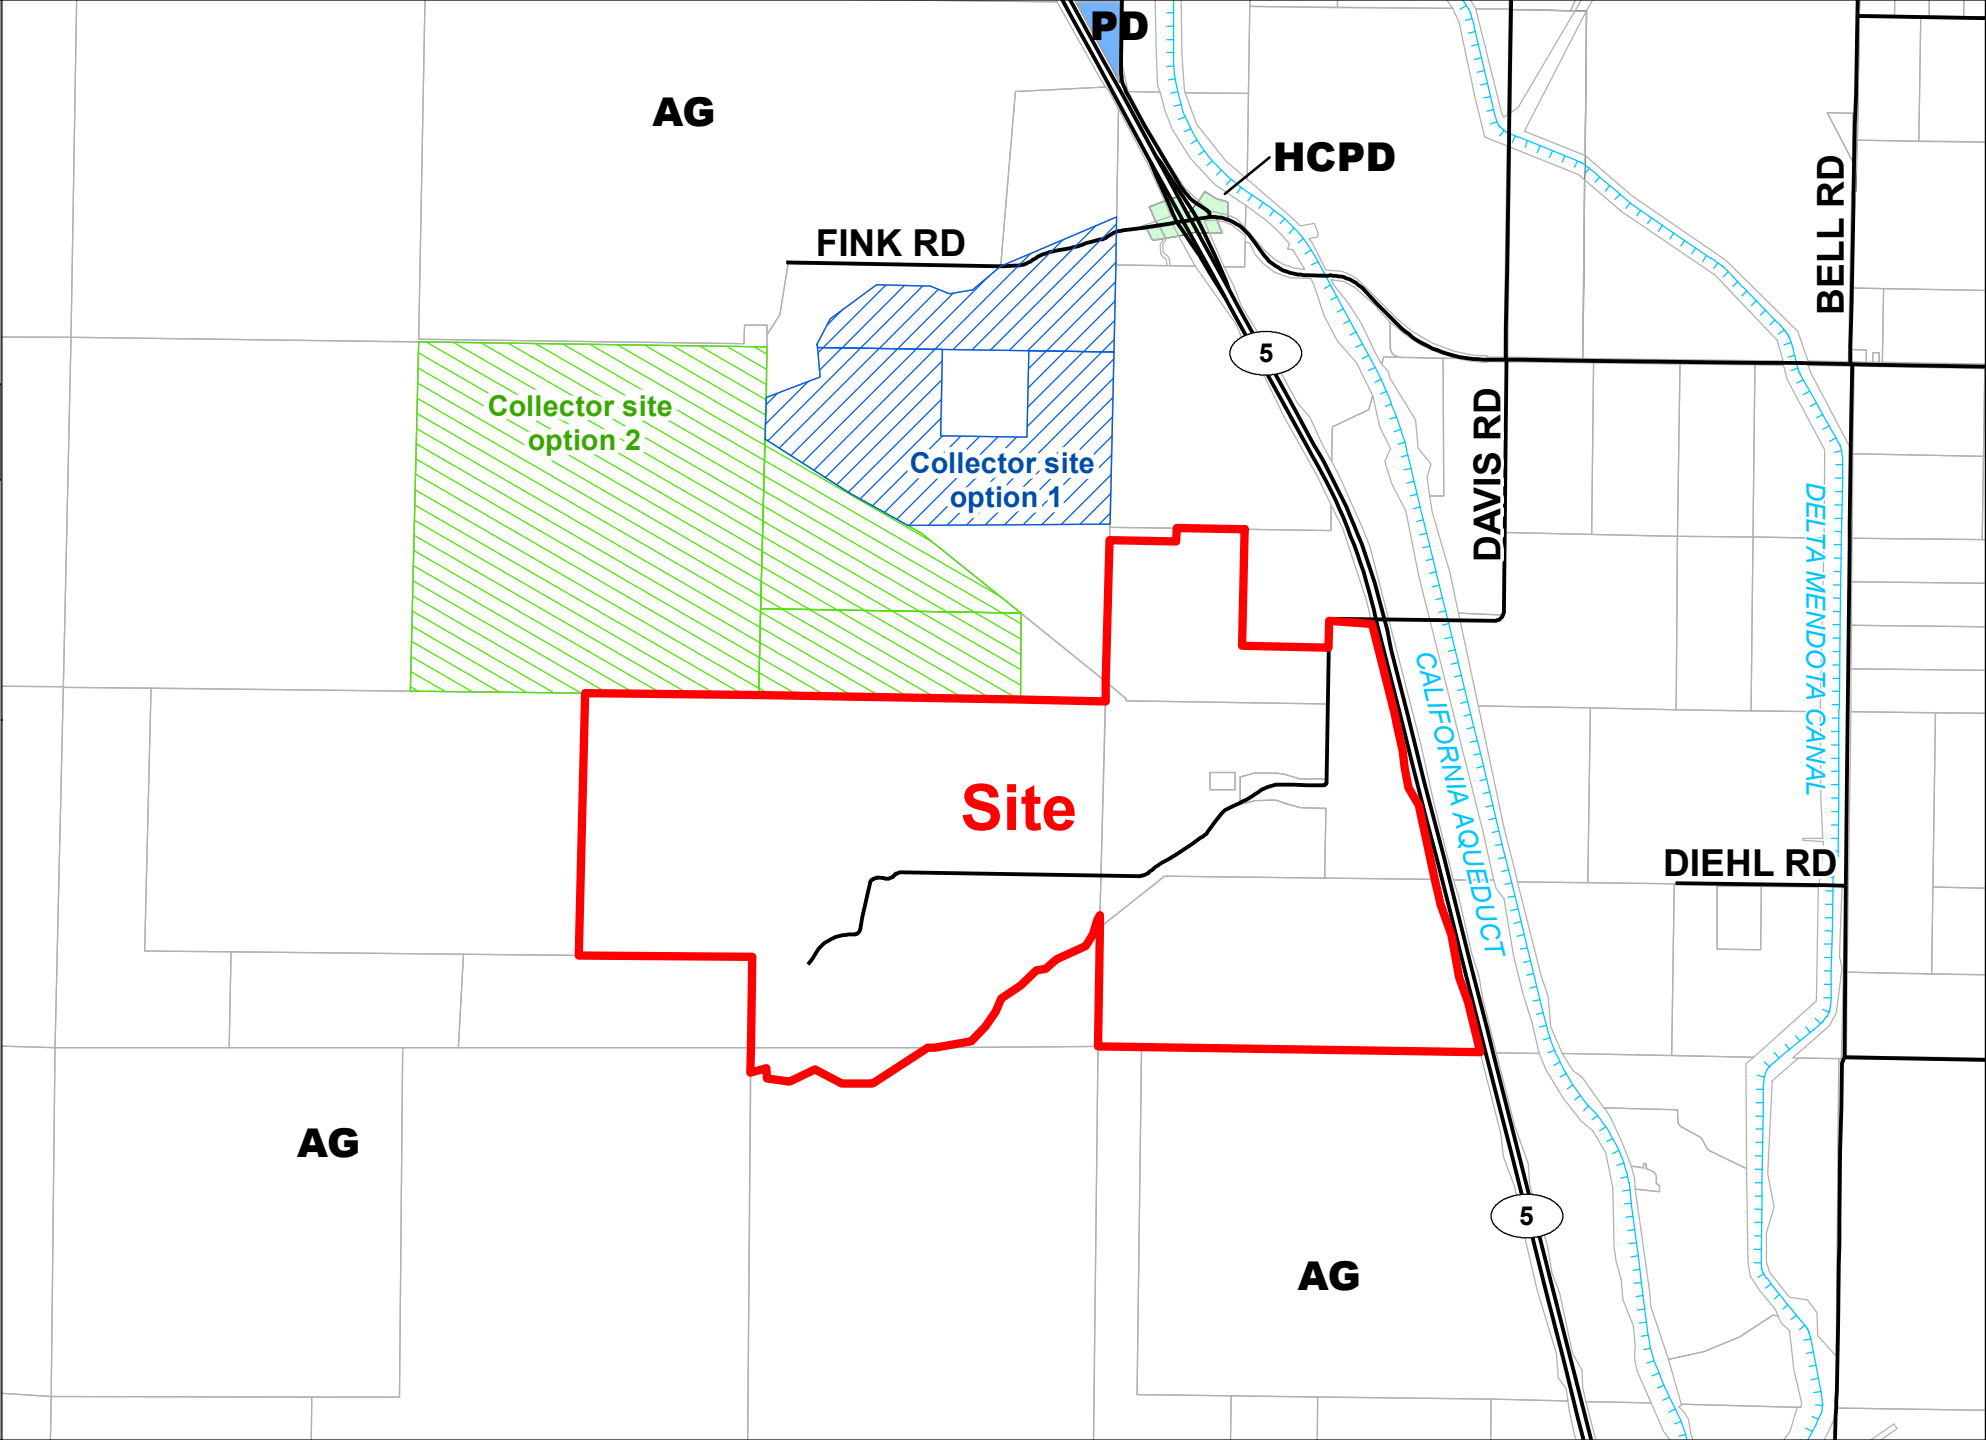 PD
AG
HCPD
BELL RD
FINK RD
5
Collector site
option 2
DAVIS RD
Collector site
option 1
DELTA MENDOTA CANAL
CALIFORNIA AQUEDUCT
Site
DIEHL RD
AG
5
AG